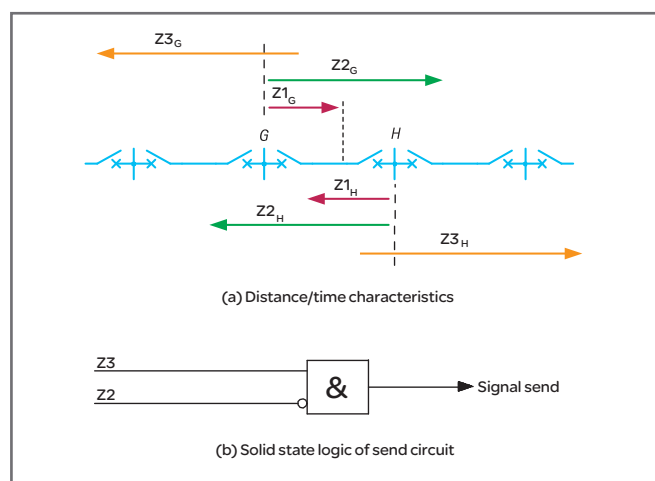 Z3G
Z2G
Z1G
G
H
Z1H
Z2H
Z3H
(a) Distance/time characteristics
Z3
&
Signal send
Z2
(b) Solid state logic of send circuit